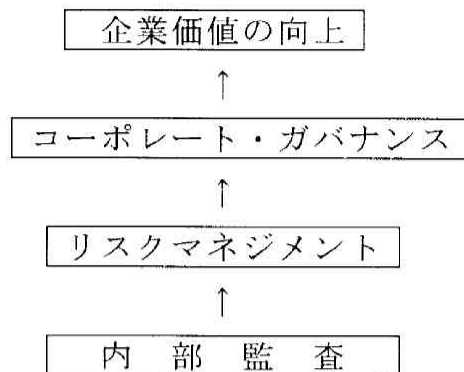 企業価値の向上
↑
コーポレート・ガバナンス
↑
リスクマネジメント
↑
内部監査